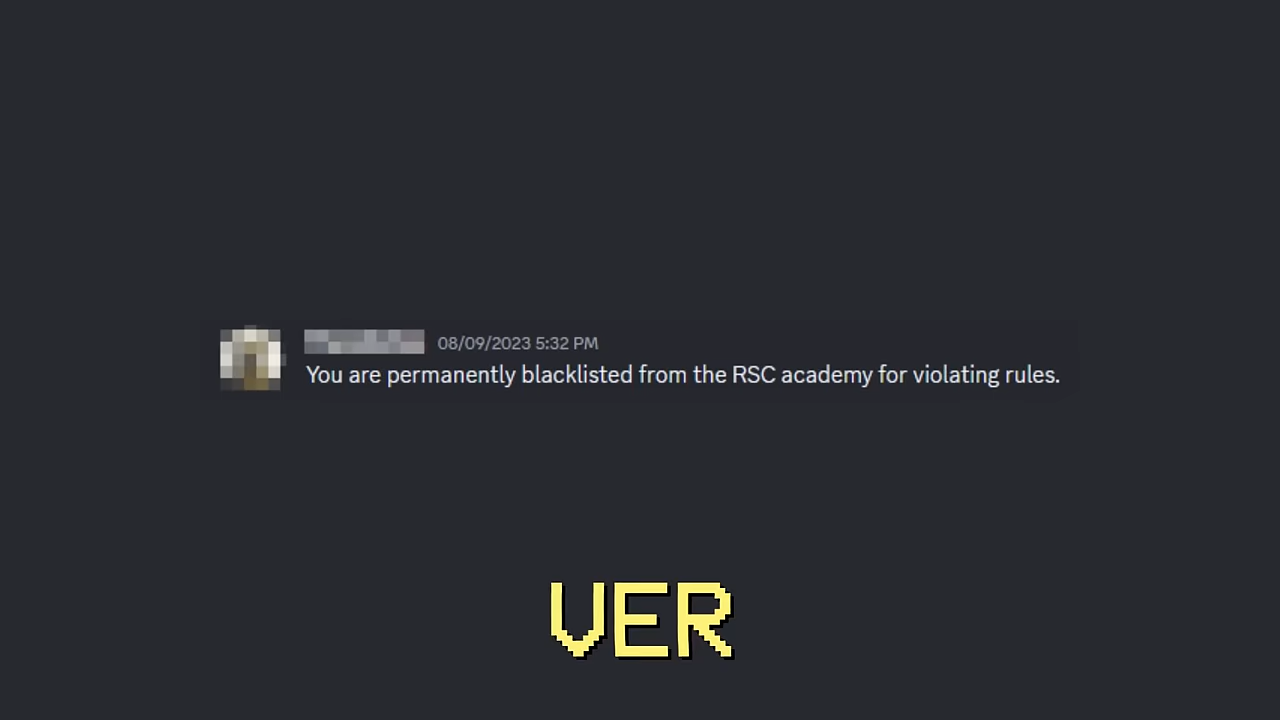 08/09/2023 5:32 PM
You are permanently blacklisted from the RSC academy for violating rules.
VER